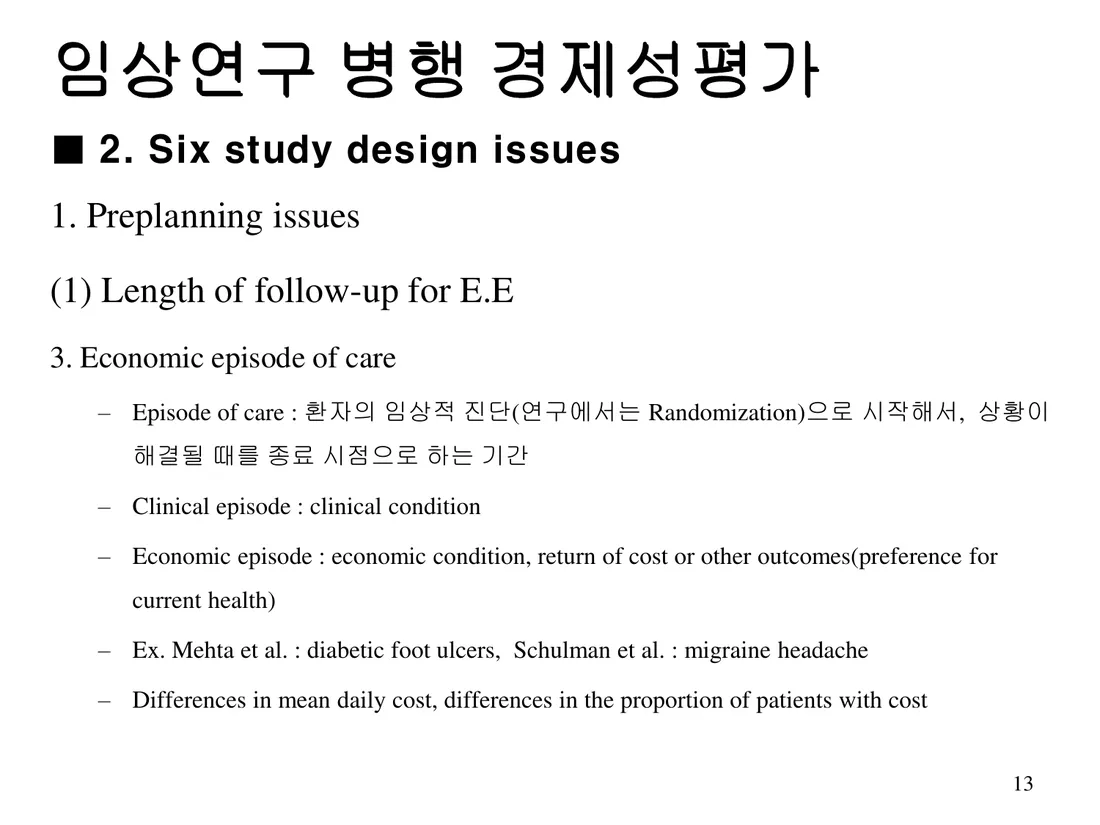 임상연구 병행 경제성평가
■ 2. Six study design issues
1. Preplanning issues
(1) Length of follow-up for E.E
3. Economic episode of care
– Episode of care : 환자의 임상적 진단(연구에서는 Randomization)으로 시작해서, 상황이
해결될 때를 종료 시점으로 하는 기간
– Clinical episode : clinical condition
– Economic episode : economic condition, return of cost or other outcomes(preference for
current health)
– Ex. Mehta et al. : diabetic foot ulcers, Schulman et al. : migraine headache
– Differences in mean daily cost, differences in the proportion of patients with cost
13